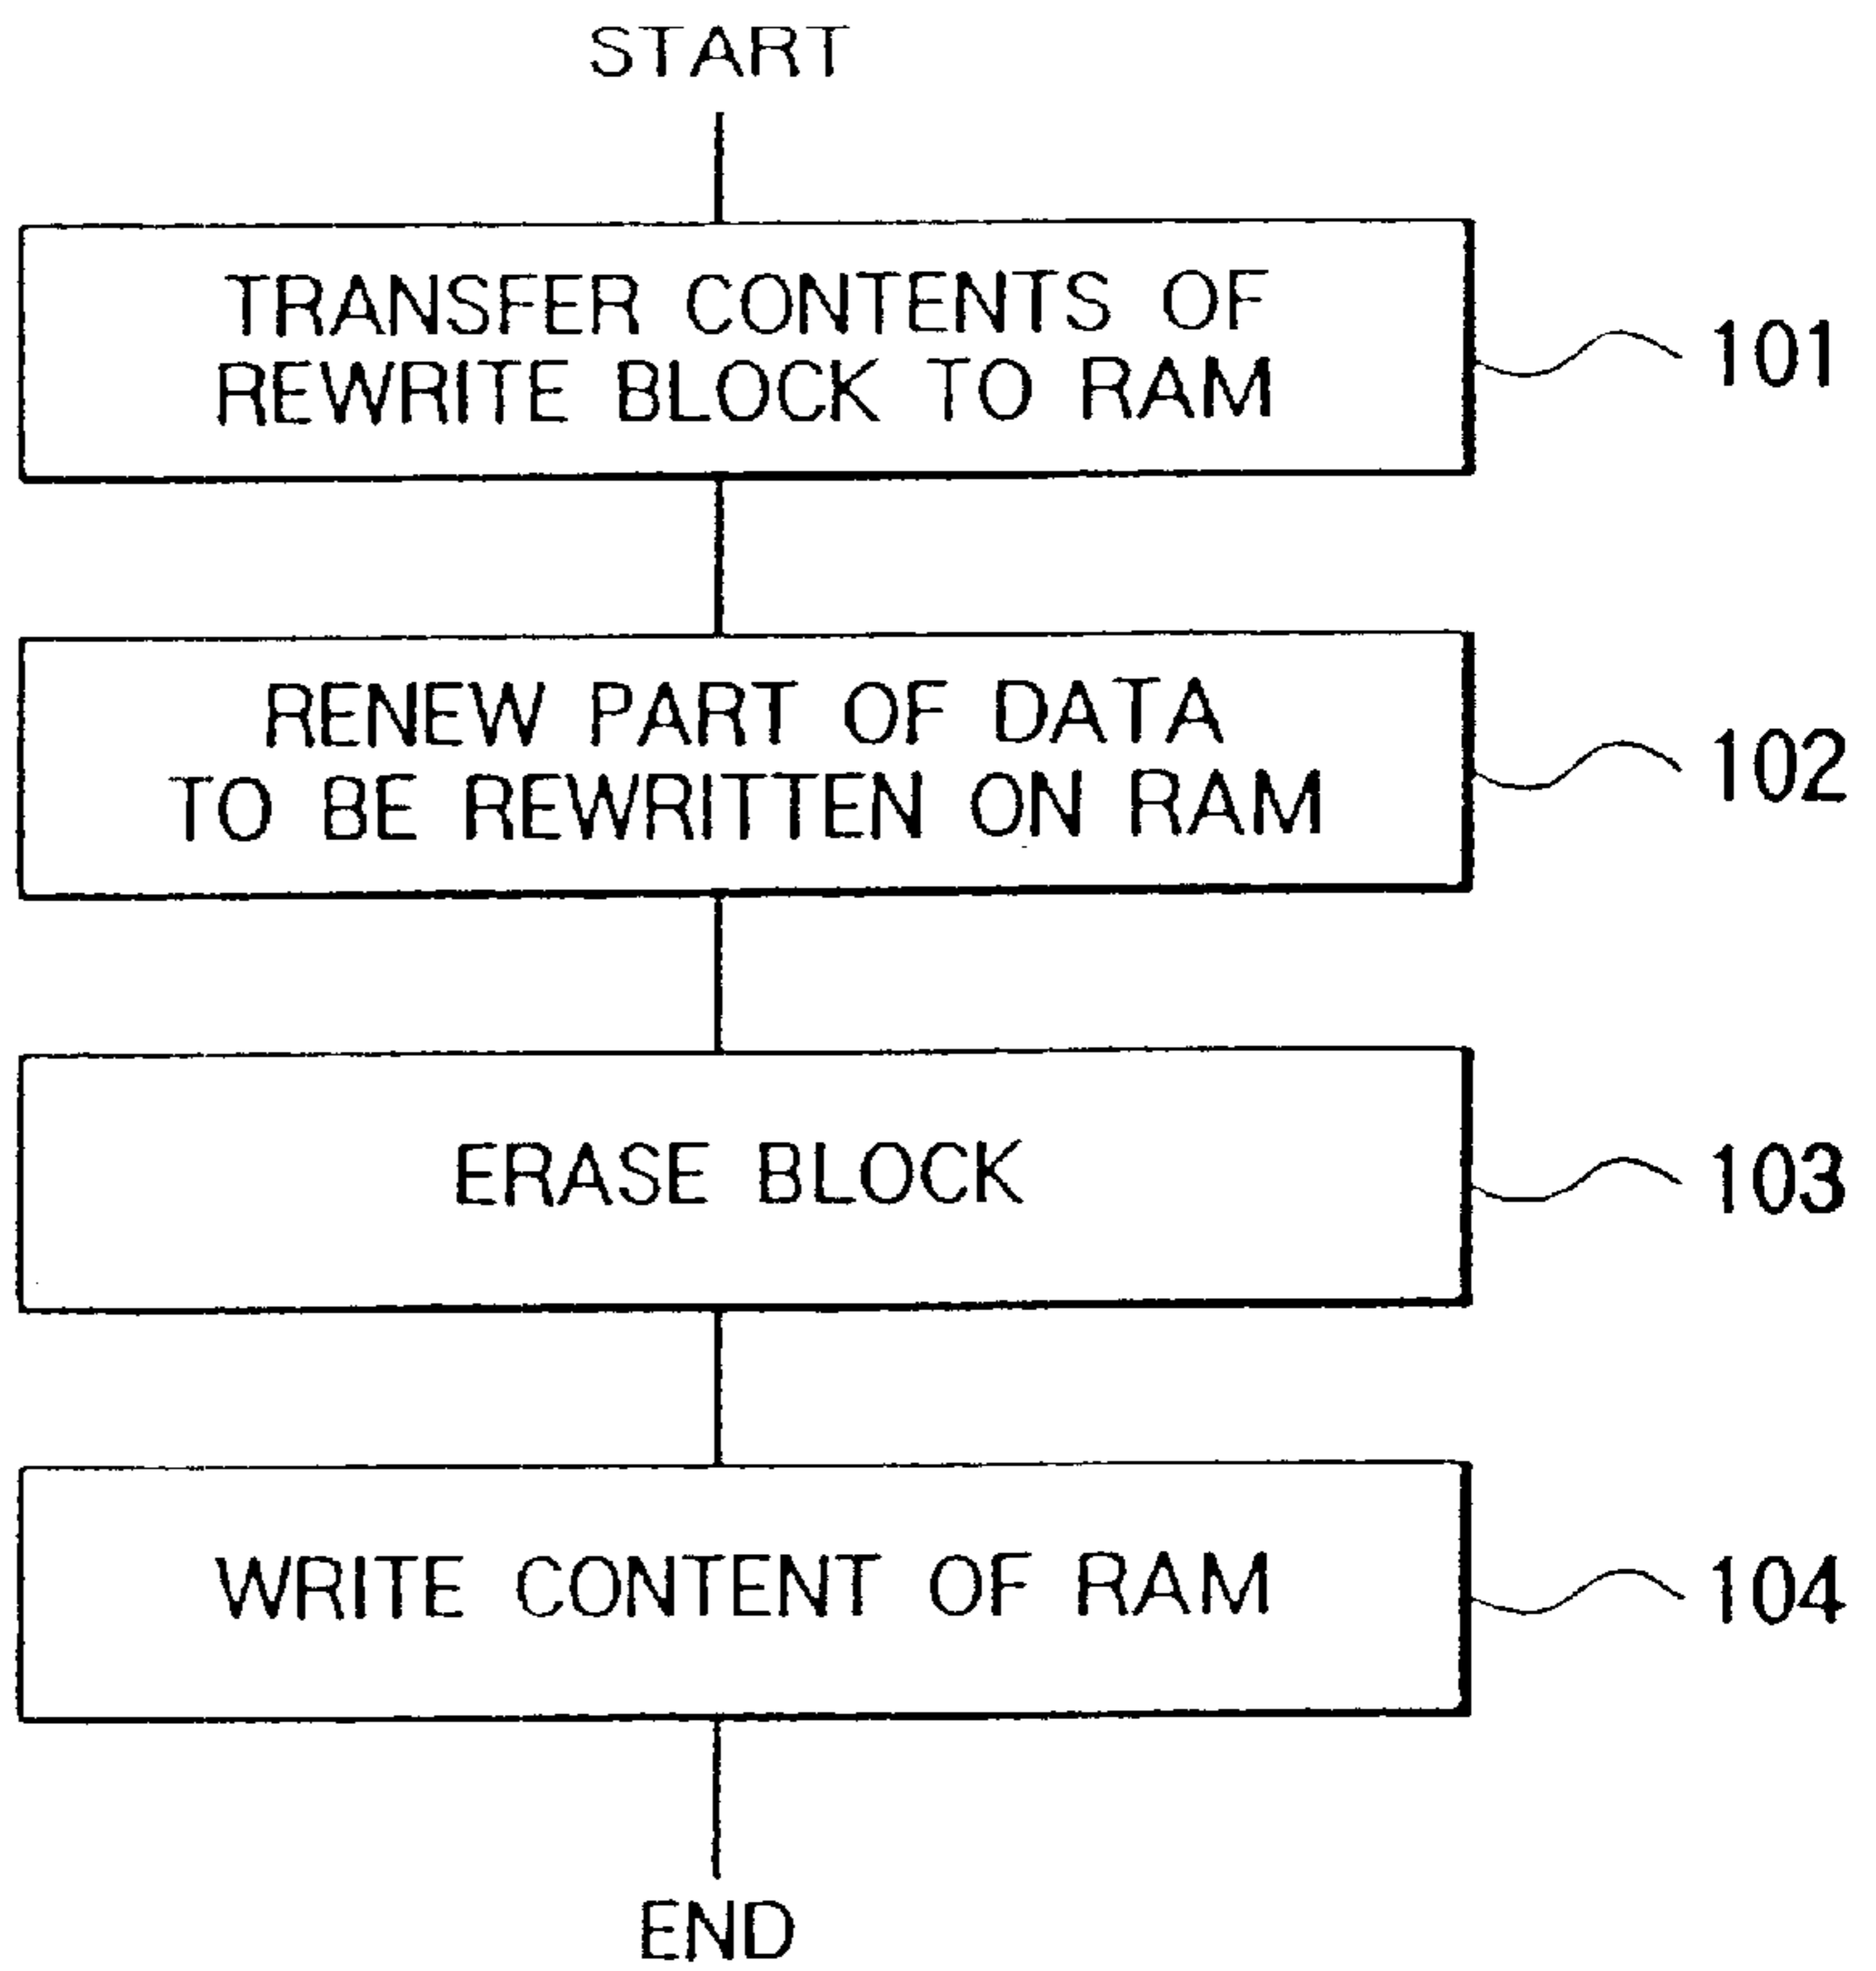 START
TRANSFER CONTENTS OF
REWRITE BLOCK TO RAM
101
RENEW PART OF DATA
TO BE REWRITTEN ON RAM
102
ERASE BLOCK
103
WRITE CONTENT OF RAM
104
END